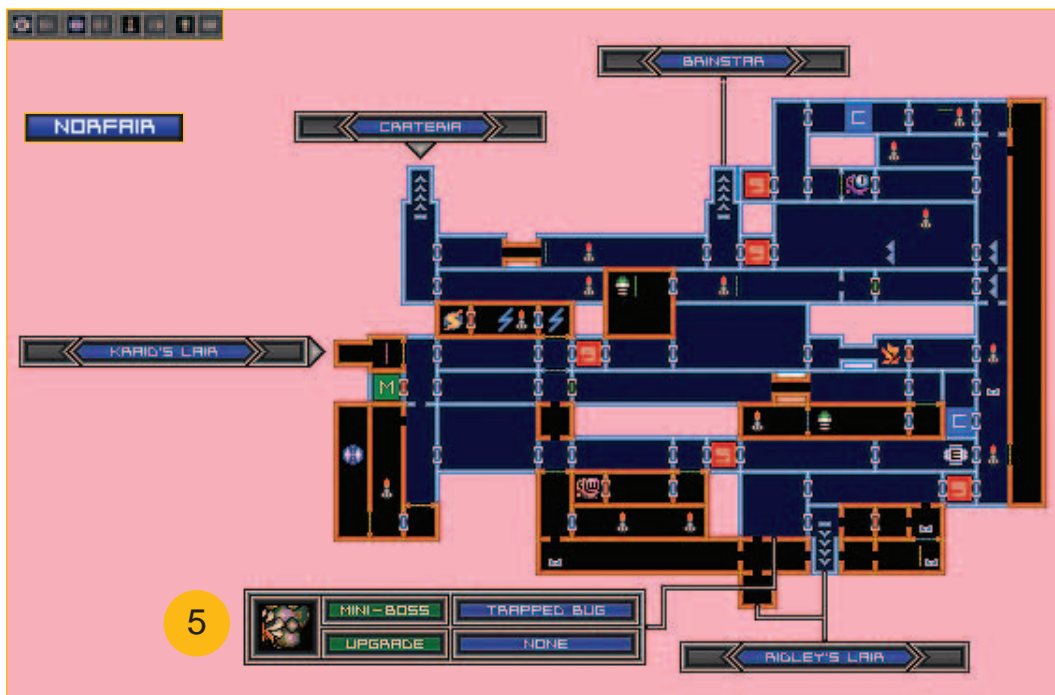 BRINSTAR
NORFAIR
CRATERIA
C
KRAID'S LAIR
M
C
E
5
MINI-BOSS TRAPPED BUG
UPGRADE NONE
RIDLEY'S LAIR